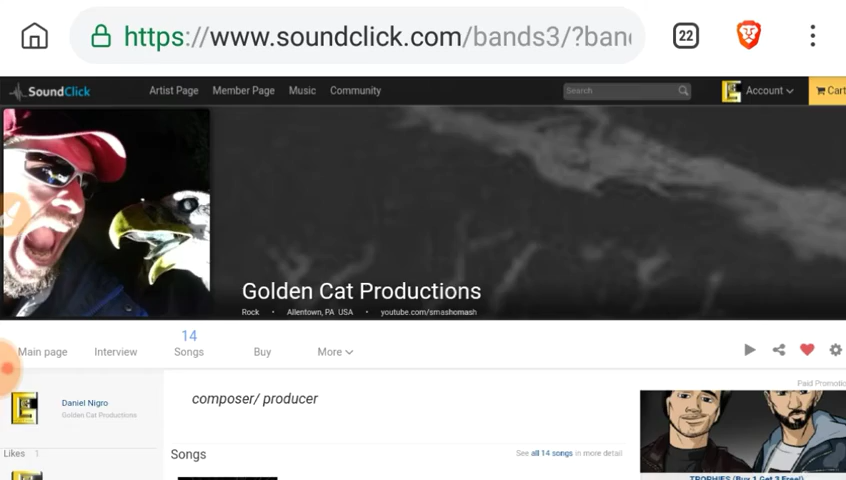 https://www.soundclick.com/bands3/?ban
22
SoundClick
Artist Page Member Page Music Community
Search
Account
Cart
Golden Cat Productions
Rock • Allentown, PA USA • youtube.com/smashomash
14
Main page Interview Songs Buy More
Paid Promotio
Daniel Nigro
Golden Cat Productions
composer/ producer
Likes 1
Songs
See all 14 songs in more detail
TROPHIES (Buy 1 Get 3 Free!)